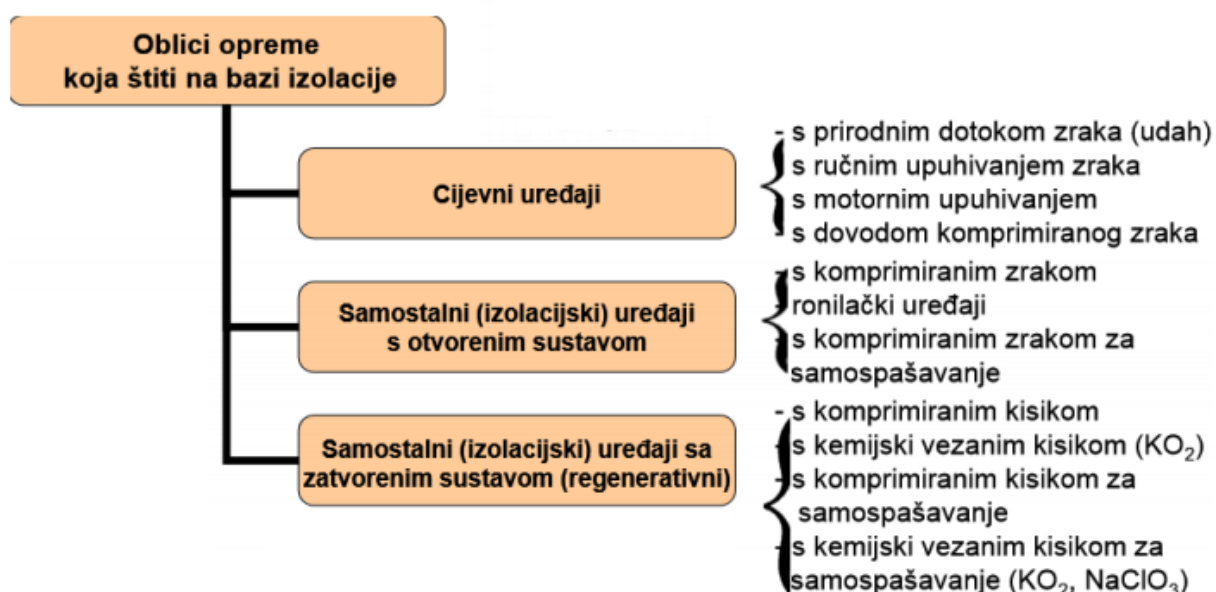 Oblici opreme
koja štiti na bazi izolacije
Cijevni uređaji
- s prirodnim dotokom zraka (udah)
- s ručnim upuhivanjem zraka
- s motornim upuhivanjem
- s dovodom komprimiranog zraka
Samostalni (izolacijski) uređaji
s otvorenim sustavom
- s komprimiranim zrakom
- ronilački uređaji
- s komprimiranim zrakom za
samospašavanje
Samostalni (izolacijski) uređaji sa
zatvorenim sustavom (regenerativni)
- s komprimiranim kisikom
- s kemijski vezanim kisikom (KO₂)
- s komprimiranim kisikom za
samospašavanje
- s kemijski vezanim kisikom za
samospašavanje (KO₂, NaClO₃)